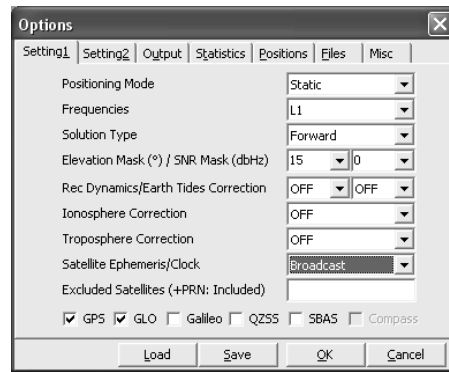 Options
Setting1 Setting2 Output Statistics Positions Files Misc
Positioning Mode Static
Frequencies L1
Solution Type Forward
Elevation Mask (°) / SNR Mask (dbHz) 15 0
Rec Dynamics/Earth Tides Correction OFF OFF
Ionosphere Correction OFF
Troposphere Correction OFF
Satellite Ephemeris/Clock Broadcast
Excluded Satellites (+PRN: Included)
GPS GLO Galileo QZSS SBAS Compass
Load Save OK Cancel